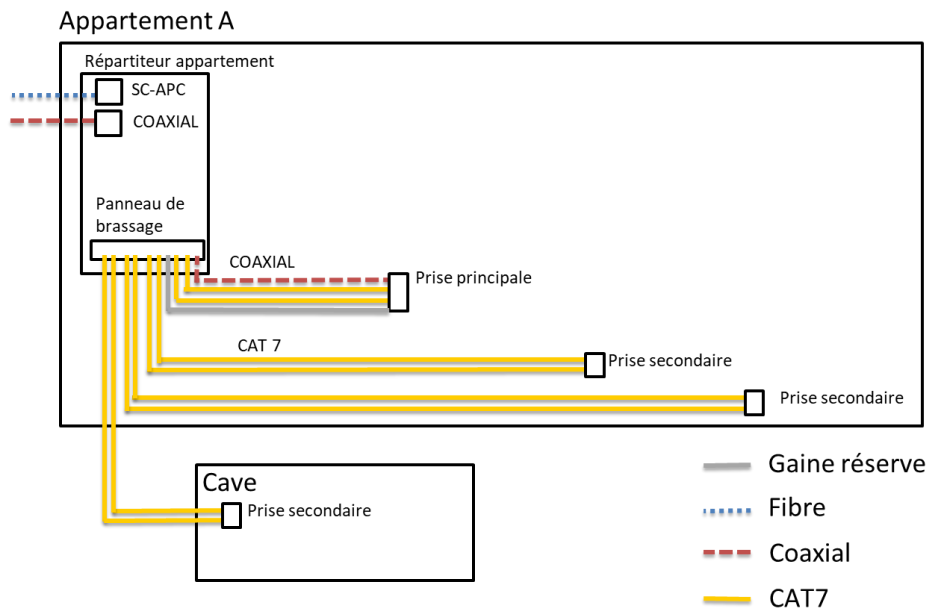 Appartement A
Répartiteur appartement
SC-APC
COAXIAL
Panneau de
brassage
COAXIAL
Prise principale
CAT 7
Prise secondaire
Prise secondaire
Cave
Prise secondaire
Gaine réserve
Fibre
Coaxial
CAT7